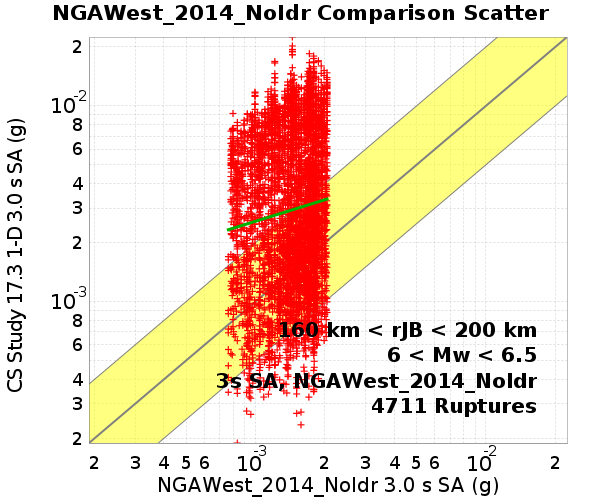 NGAWest_2014_NoIdr Comparison Scatter
CS Study 17.3 1-D 3.0 s SA (g)
2
10-2
8
6
4
3
2
10-3
8
6
4
3
2
160 km < rJB < 200 km
6 < Mw < 6.5
3s SA, NGAWest_2014_NoIdr
4711 Ruptures
2 3 4 5 6 8 10-3 2 3 4 5 6 8 10-2 2
NGAWest_2014_NoIdr 3.0 s SA (g)